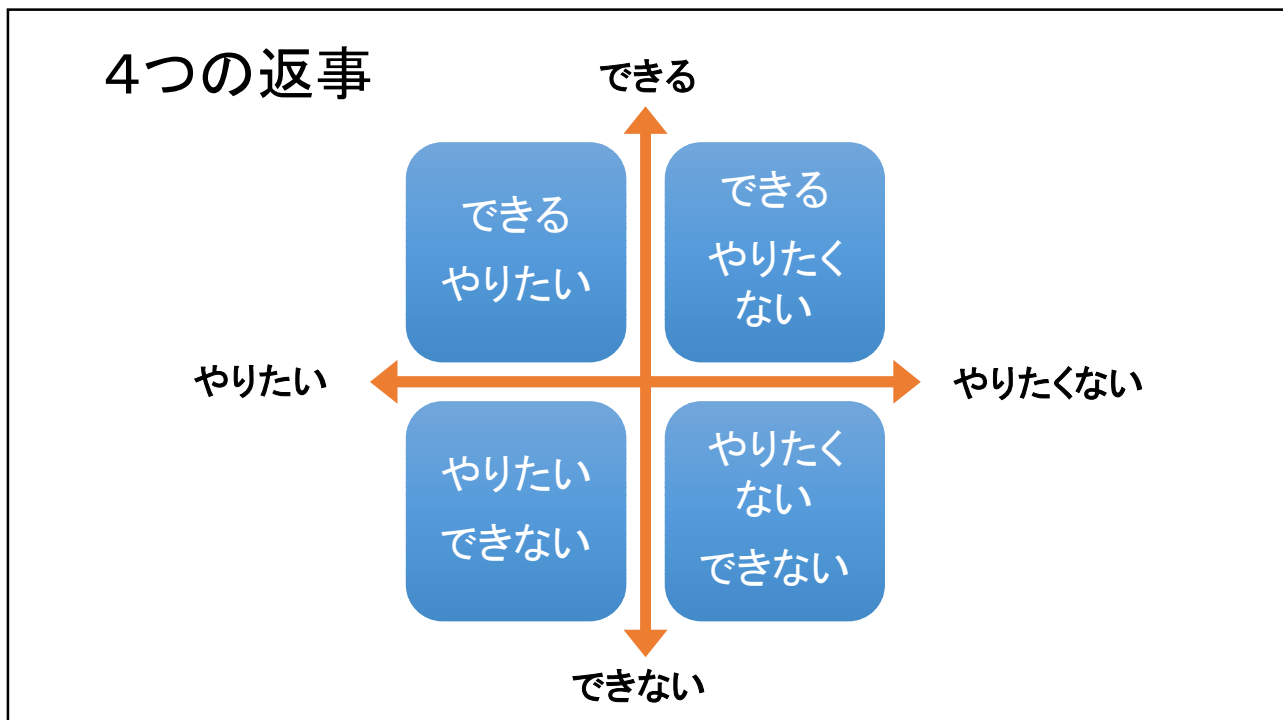 ４つの返事
できる
できる
やりたい
できる
やりたく
ない
やりたい
やりたくない
やりたい
できない
やりたく
ない
できない
できない